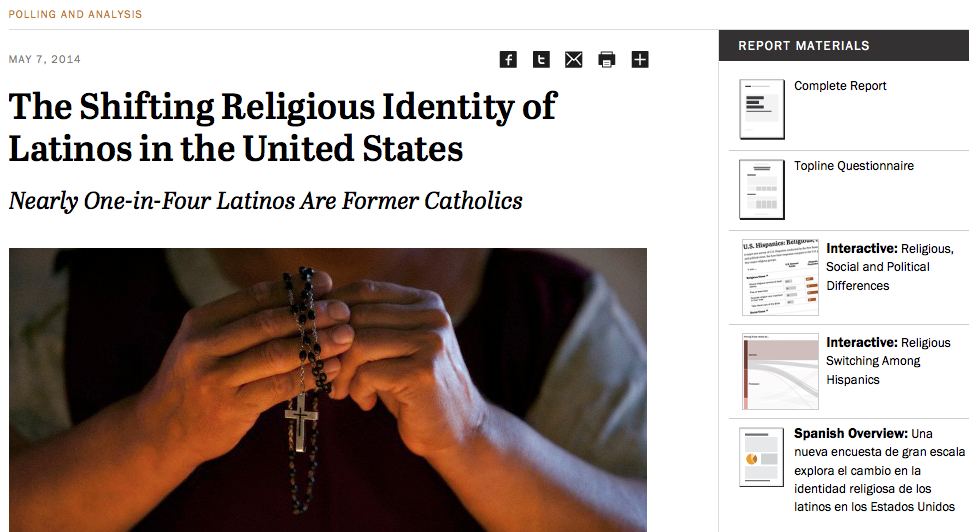 POLLING AND ANALYSIS
MAY 7, 2014
The Shifting Religious Identity of
Latinos in the United States
Nearly One-in-Four Latinos Are Former Catholics
REPORT MATERIALS
Complete Report
Topline Questionnaire
U.S. Hispanics: Religious,
Interactive: Religious,
Social and Political
Differences
Interactive: Religious
Switching Among
Hispanics
Spanish Overview: Una
nueva encuesta de gran escala
explora el cambio en la
identidad religiosa de los
latinos en los Estados Unidos